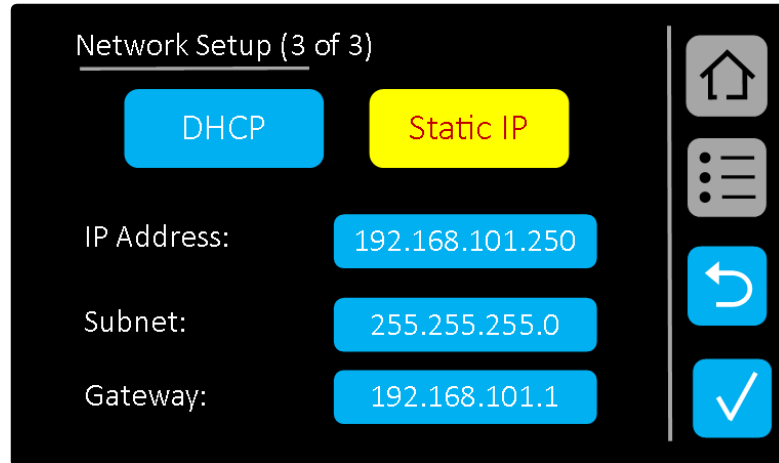 Network Setup (3 of 3)
DHCP Static IP
IP Address: 192.168.101.250
Subnet: 255.255.255.0
Gateway: 192.168.101.1